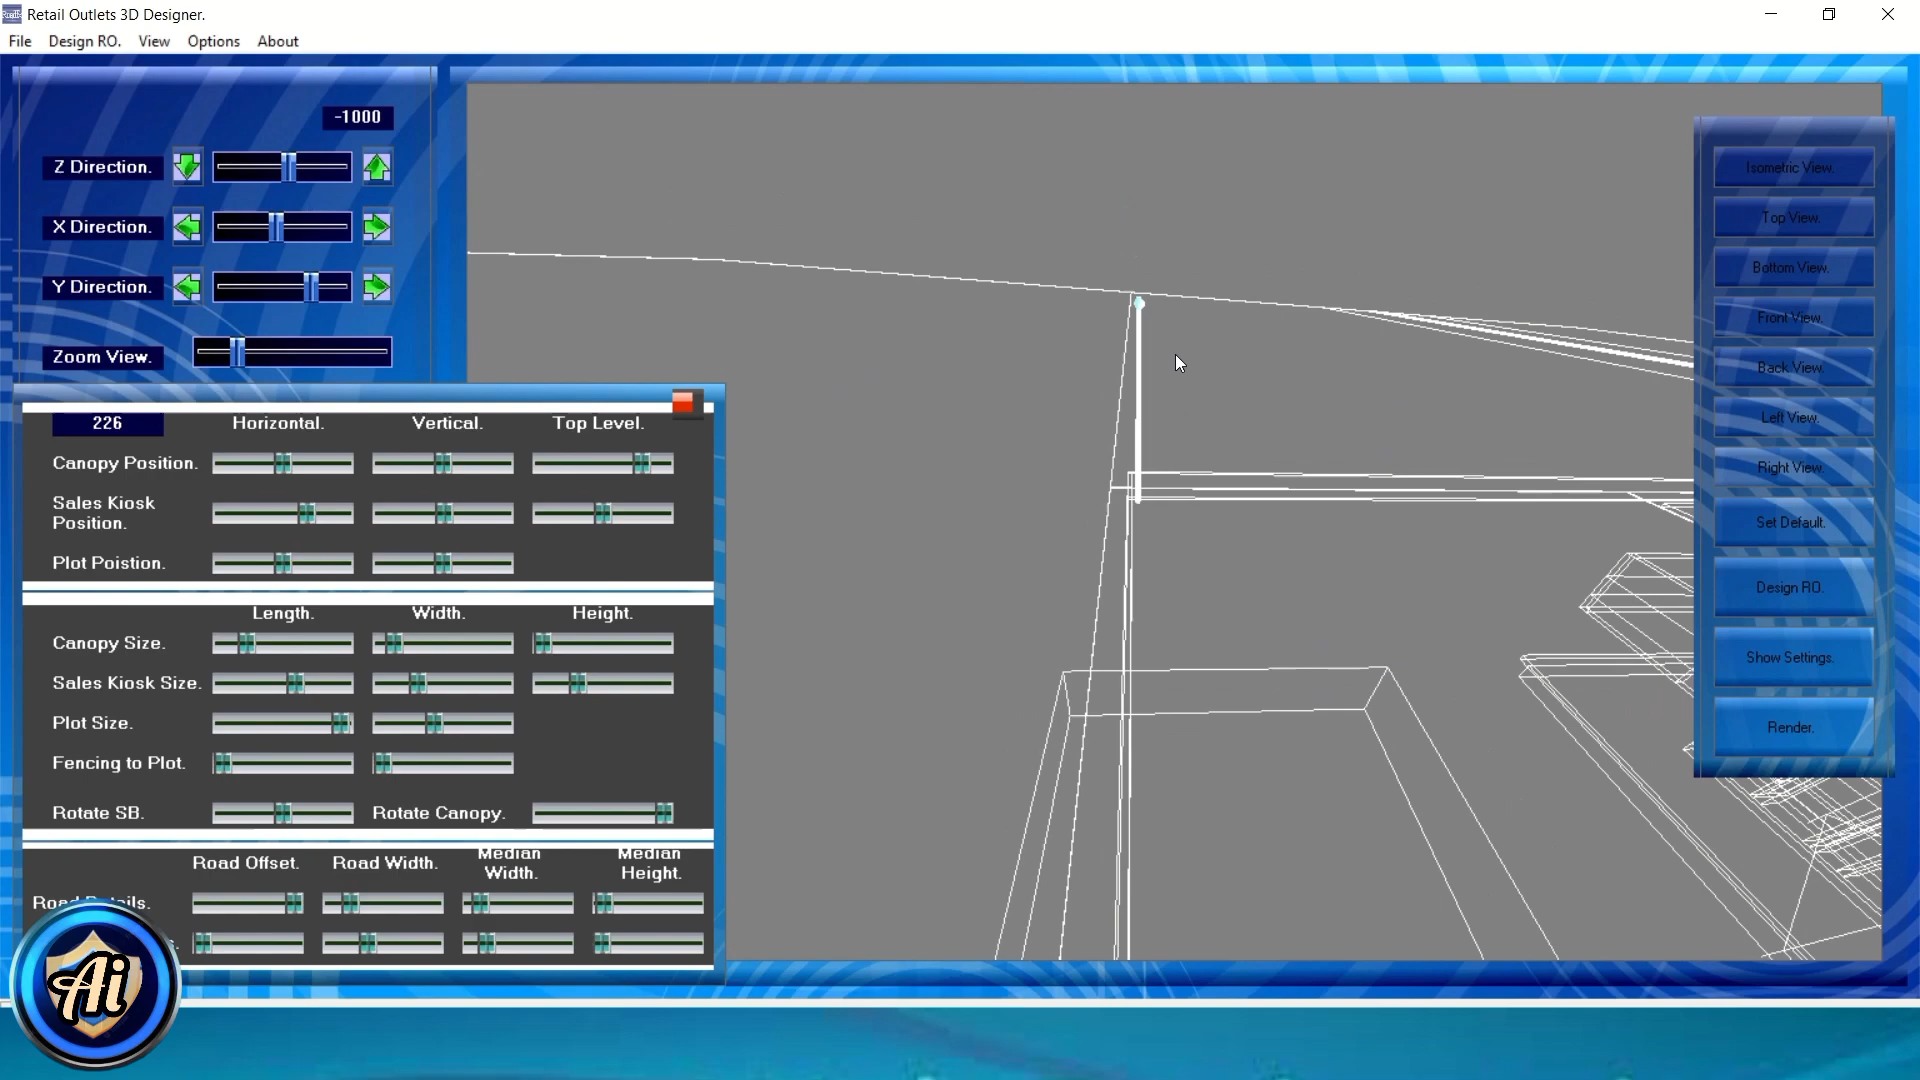 Retail Outlets 3D Designer.
File Design RO. View Options About
-1000
Z Direction.
X Direction.
Y Direction.
Zoom View.
226 Horizontal. Vertical. Top Level.
Canopy Position.
Sales Kiosk
Position.
Plot Poistion.
Length. Width. Height.
Canopy Size.
Sales Kiosk Size.
Plot Size.
Fencing to Plot.
Rotate SB. Rotate Canopy.
Road Offset. Road Width. Median
Width. Median
Height.
Ai
Isometric View.
Top View.
Bottom View.
Front View.
Back View.
Left View.
Right View.
Set Default.
Design RO.
Show Settings.
Render.